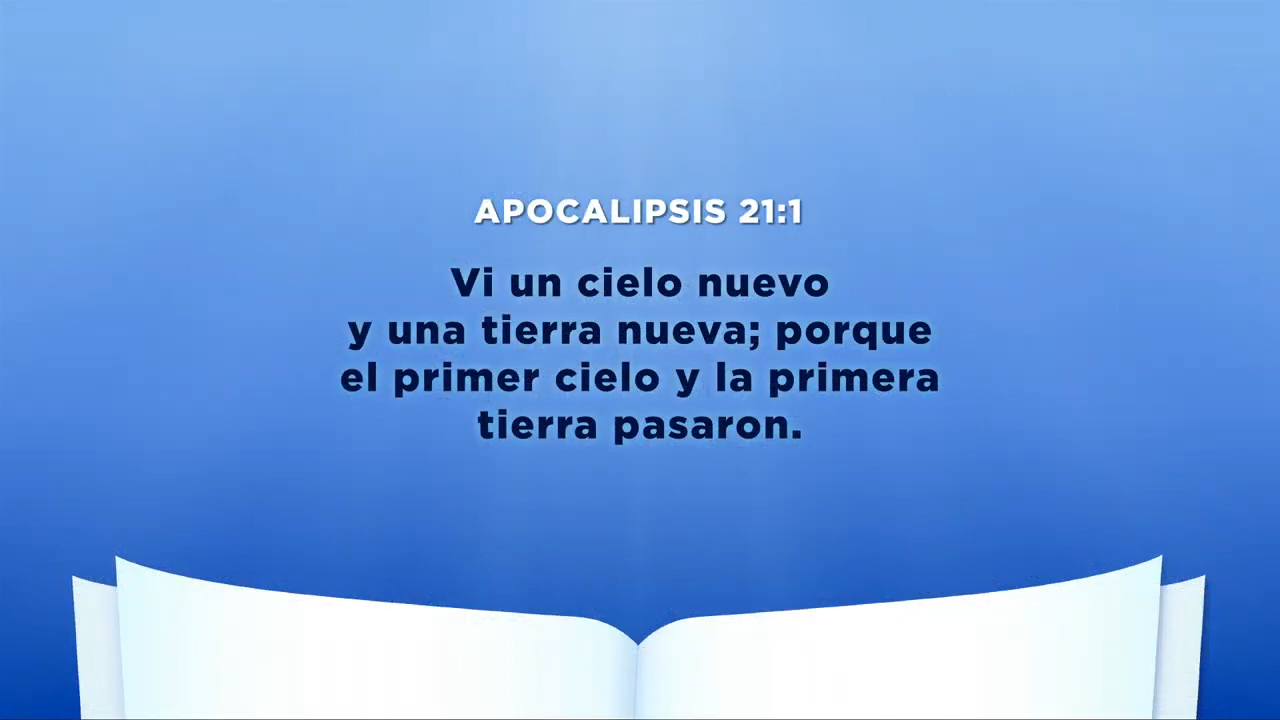 APOCALIPSIS 21:1
Vi un cielo nuevo
y una tierra nueva; porque
el primer cielo y la primera
tierra pasaron.